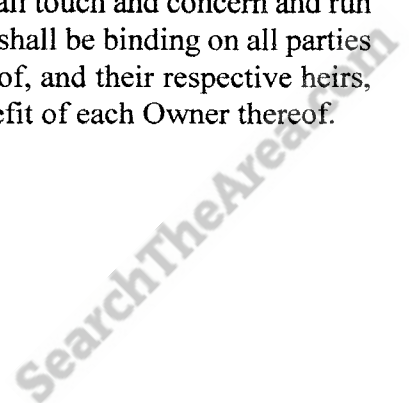 all touch and concern and run
shall be binding on all parties
of, and their respective heirs,
efit of each Owner thereof.
SearchTheArea.com